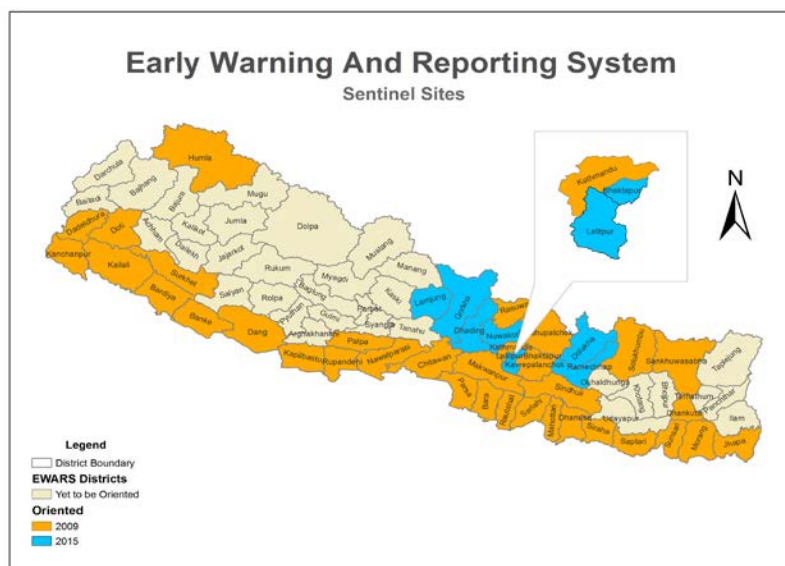 Early Warning And Reporting System
Sentinel Sites
N
Humla
Darchula
Bajhang
Mugu
Baitadi
Bajura
Dolpa
Dadeldhura
Doti
Jumla
Kalikot
Mustang
Achham
Dailekh
Jajarkot
Manang
Kanchanpur
Kailali
Surkhet
Rukum
Myagdi
Bardiya
Salyan
Rolpa
Baglung
Kaski
Lamjung
Gorkha
Rasuwa
Banke
Dang
Pyuthan
Gulmi
Parbat
Syangja
Tanahu
Dhading
Nuwakot
Arghakhanchi
Palpa
Dolakha
Kapilbastu
Rupandehi
Nawalparasi
Chitawan
Makwanpur
Kavrepalanchok
Ramechhap
Solukhumbu
Sankhuwasabha
Taplejung
Okhaldhunga
Khotang
Bhojpur
Terhathum
Panchthar
Parsa
Bara
Rautahat
Sarlahi
Mahottari
Dhanusa
Sindhuli
Siraha
Udayapur
Saptari
Dhankuta
Sunsari
Morang
Ilam
Jhapa
Kathmandu
Bhaktapur
Lalitpur
Legend
District Boundary
EWARS Districts
Yet to be Oriented
Oriented
2009
2015